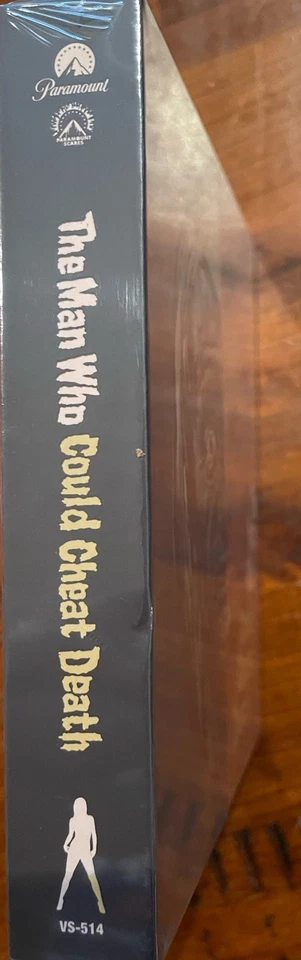 Paramount
PARAMOUNT
SCARES
The Man Who Could Cheat Death
VS-514